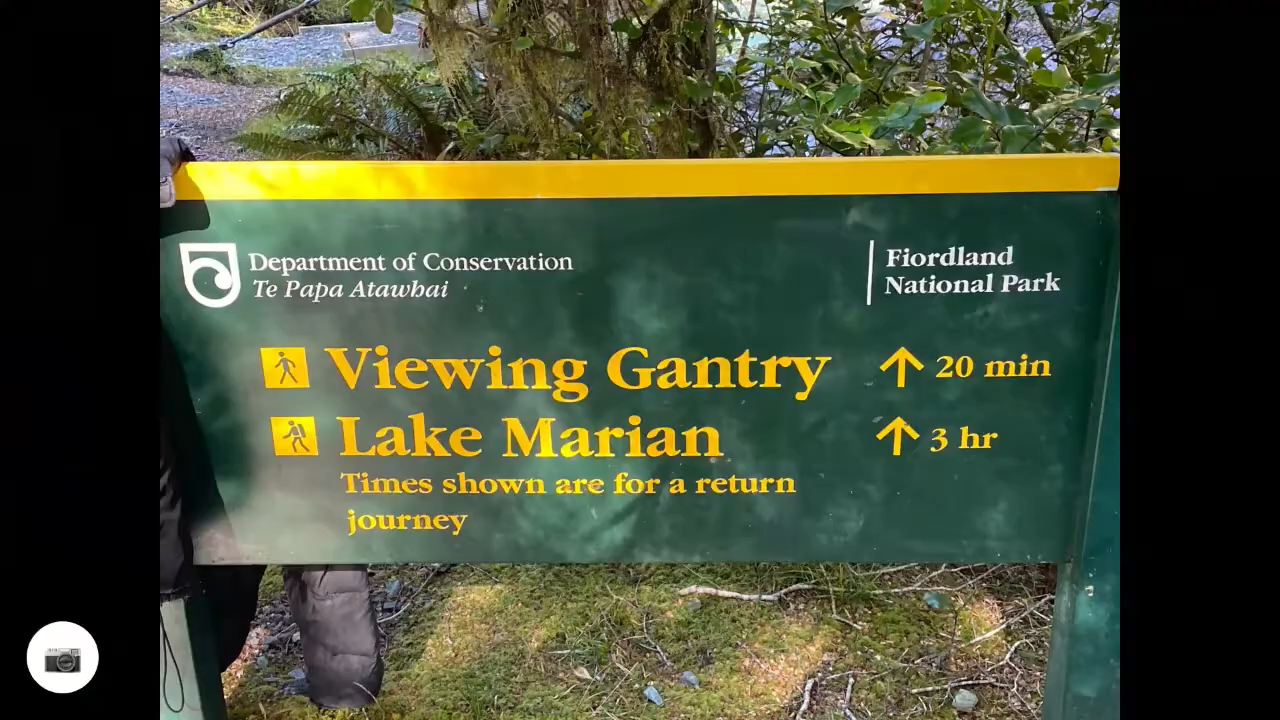 Department of Conservation
Te Papa Atawhai
Fiordland
National Park
Viewing Gantry ↑ 20 min
Lake Marian ↑ 3 hr
Times shown are for a return
journey